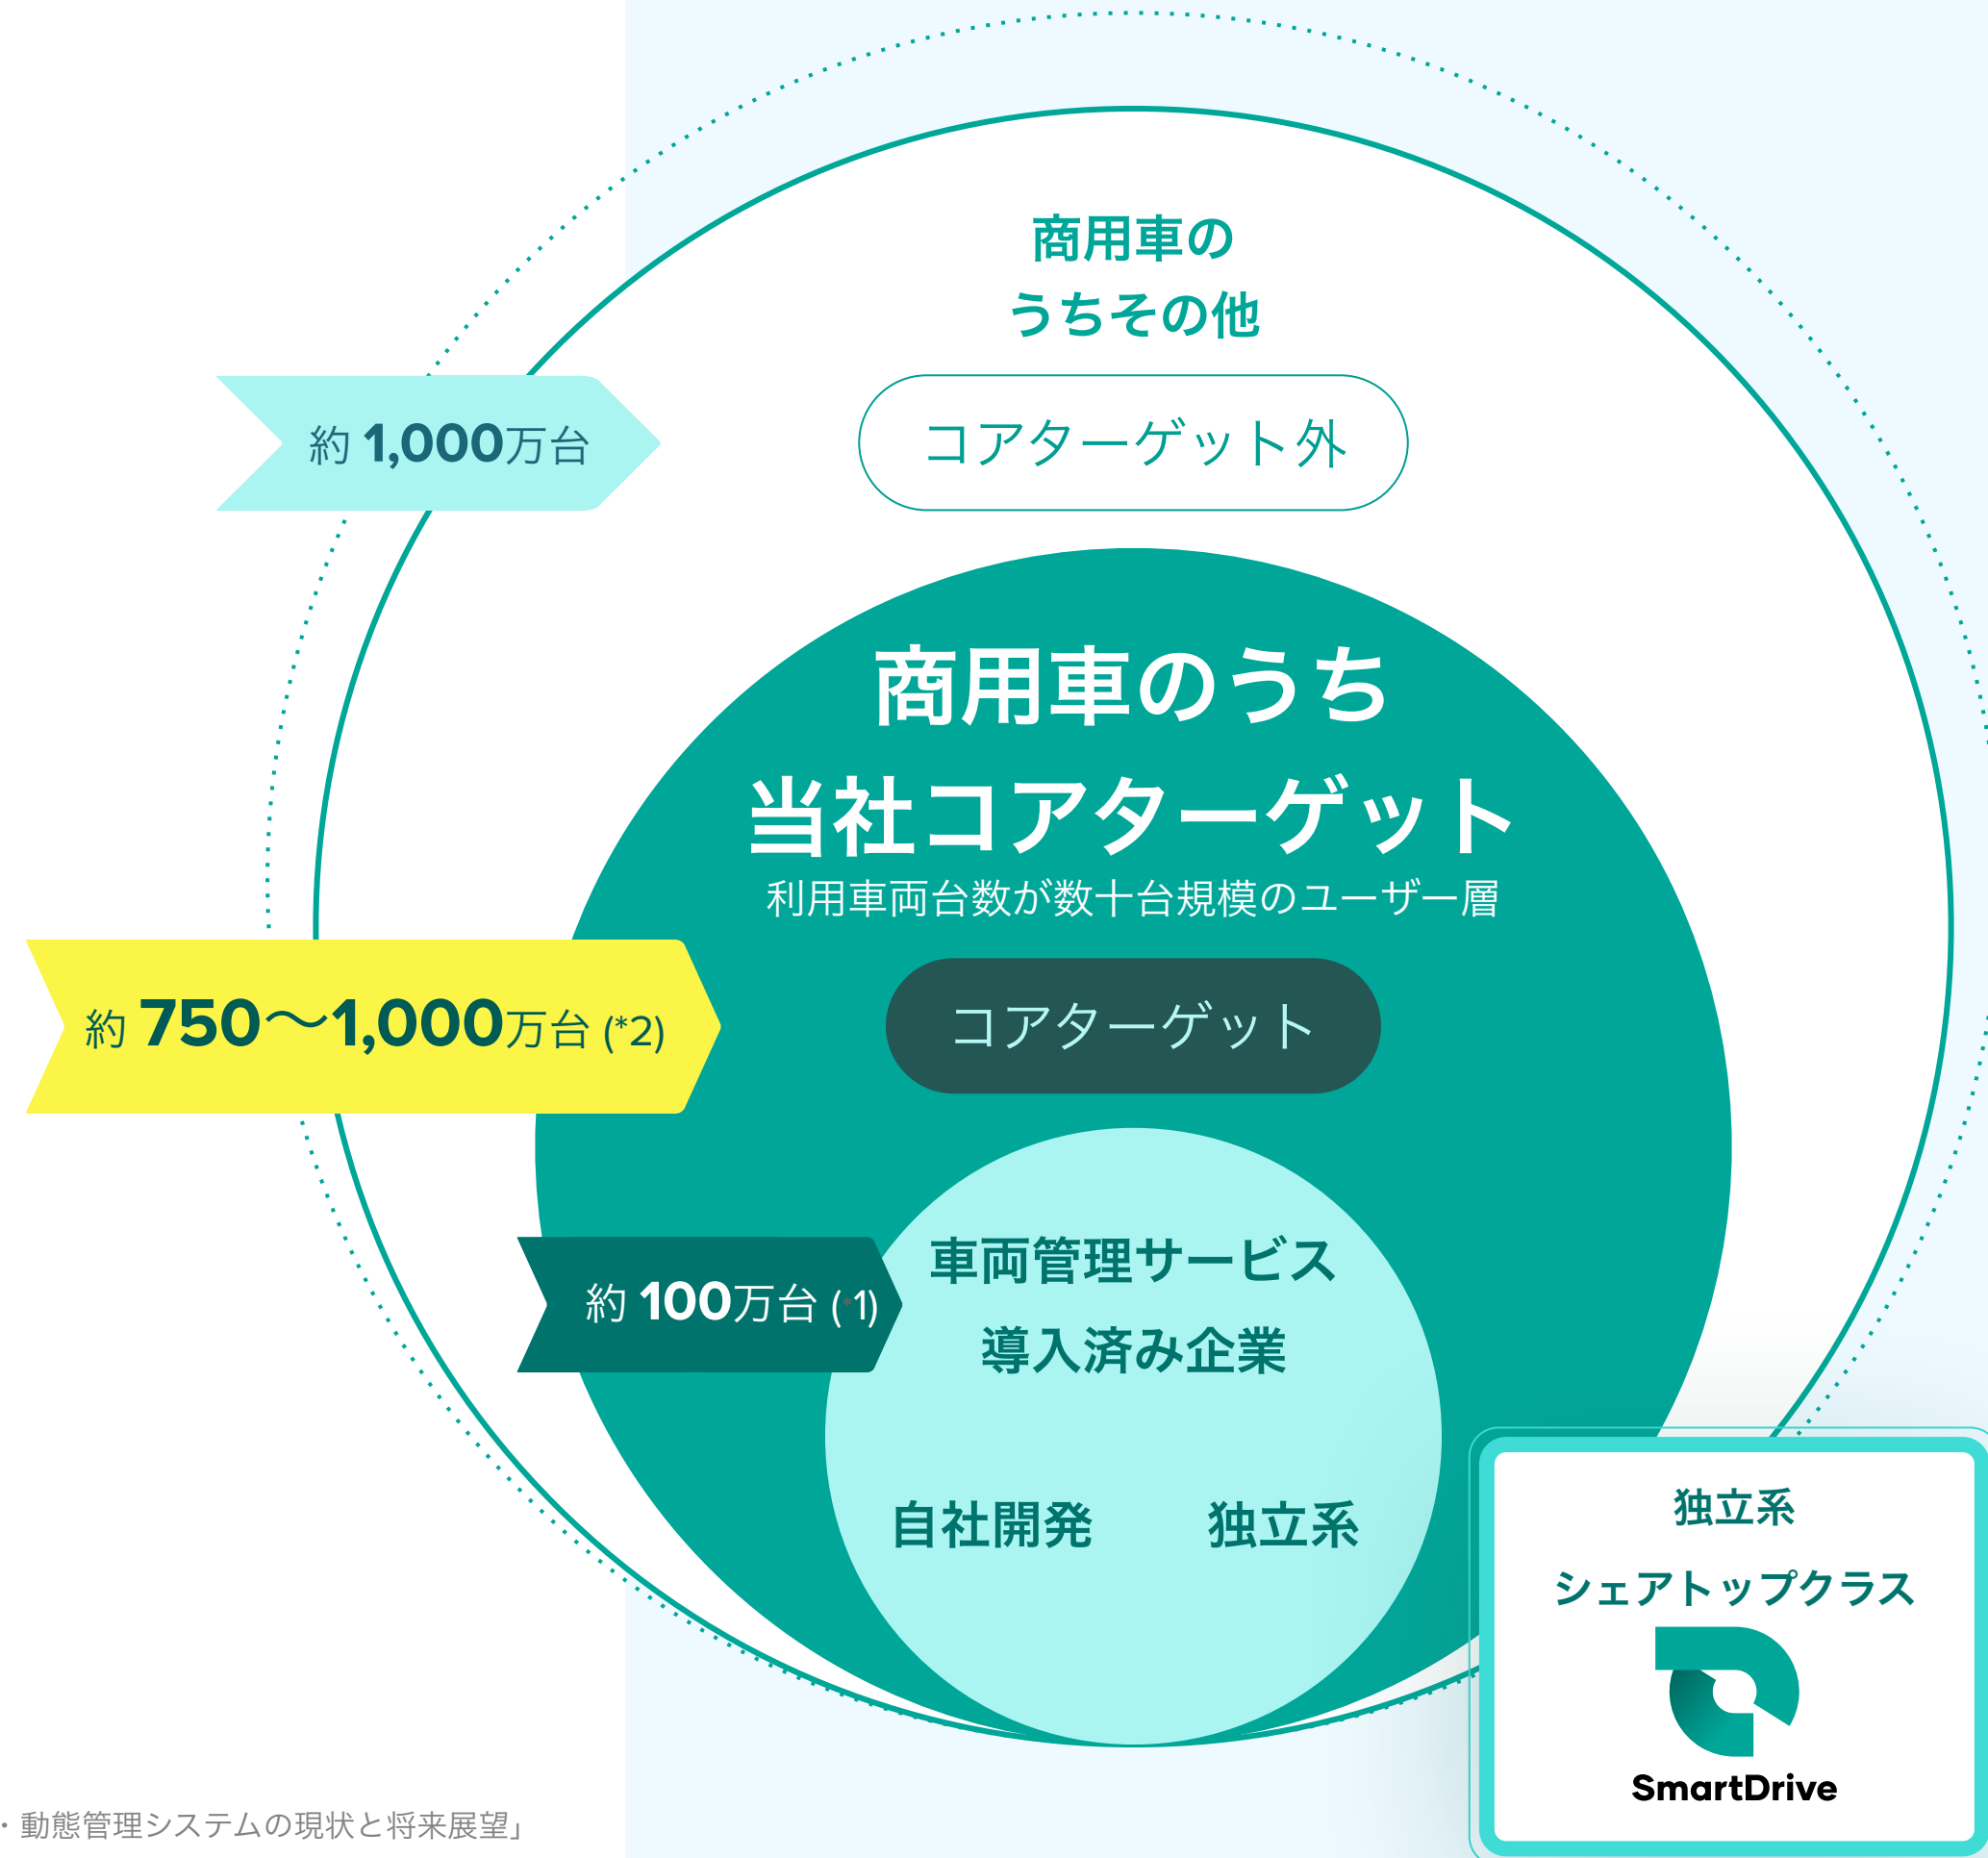 商用車の
うちその他
約 1,000万台
コアターゲット外
商用車のうち
当社コアターゲット
利用車両台数が数十台規模のユーザー層
約 750〜1,000万台 (*2)
コアターゲット
車両管理サービス
導入済み企業
約 100万台 (*1)
自社開発
独立系
独立系
シェアトップクラス
SmartDrive
・動態管理システムの現状と将来展望」